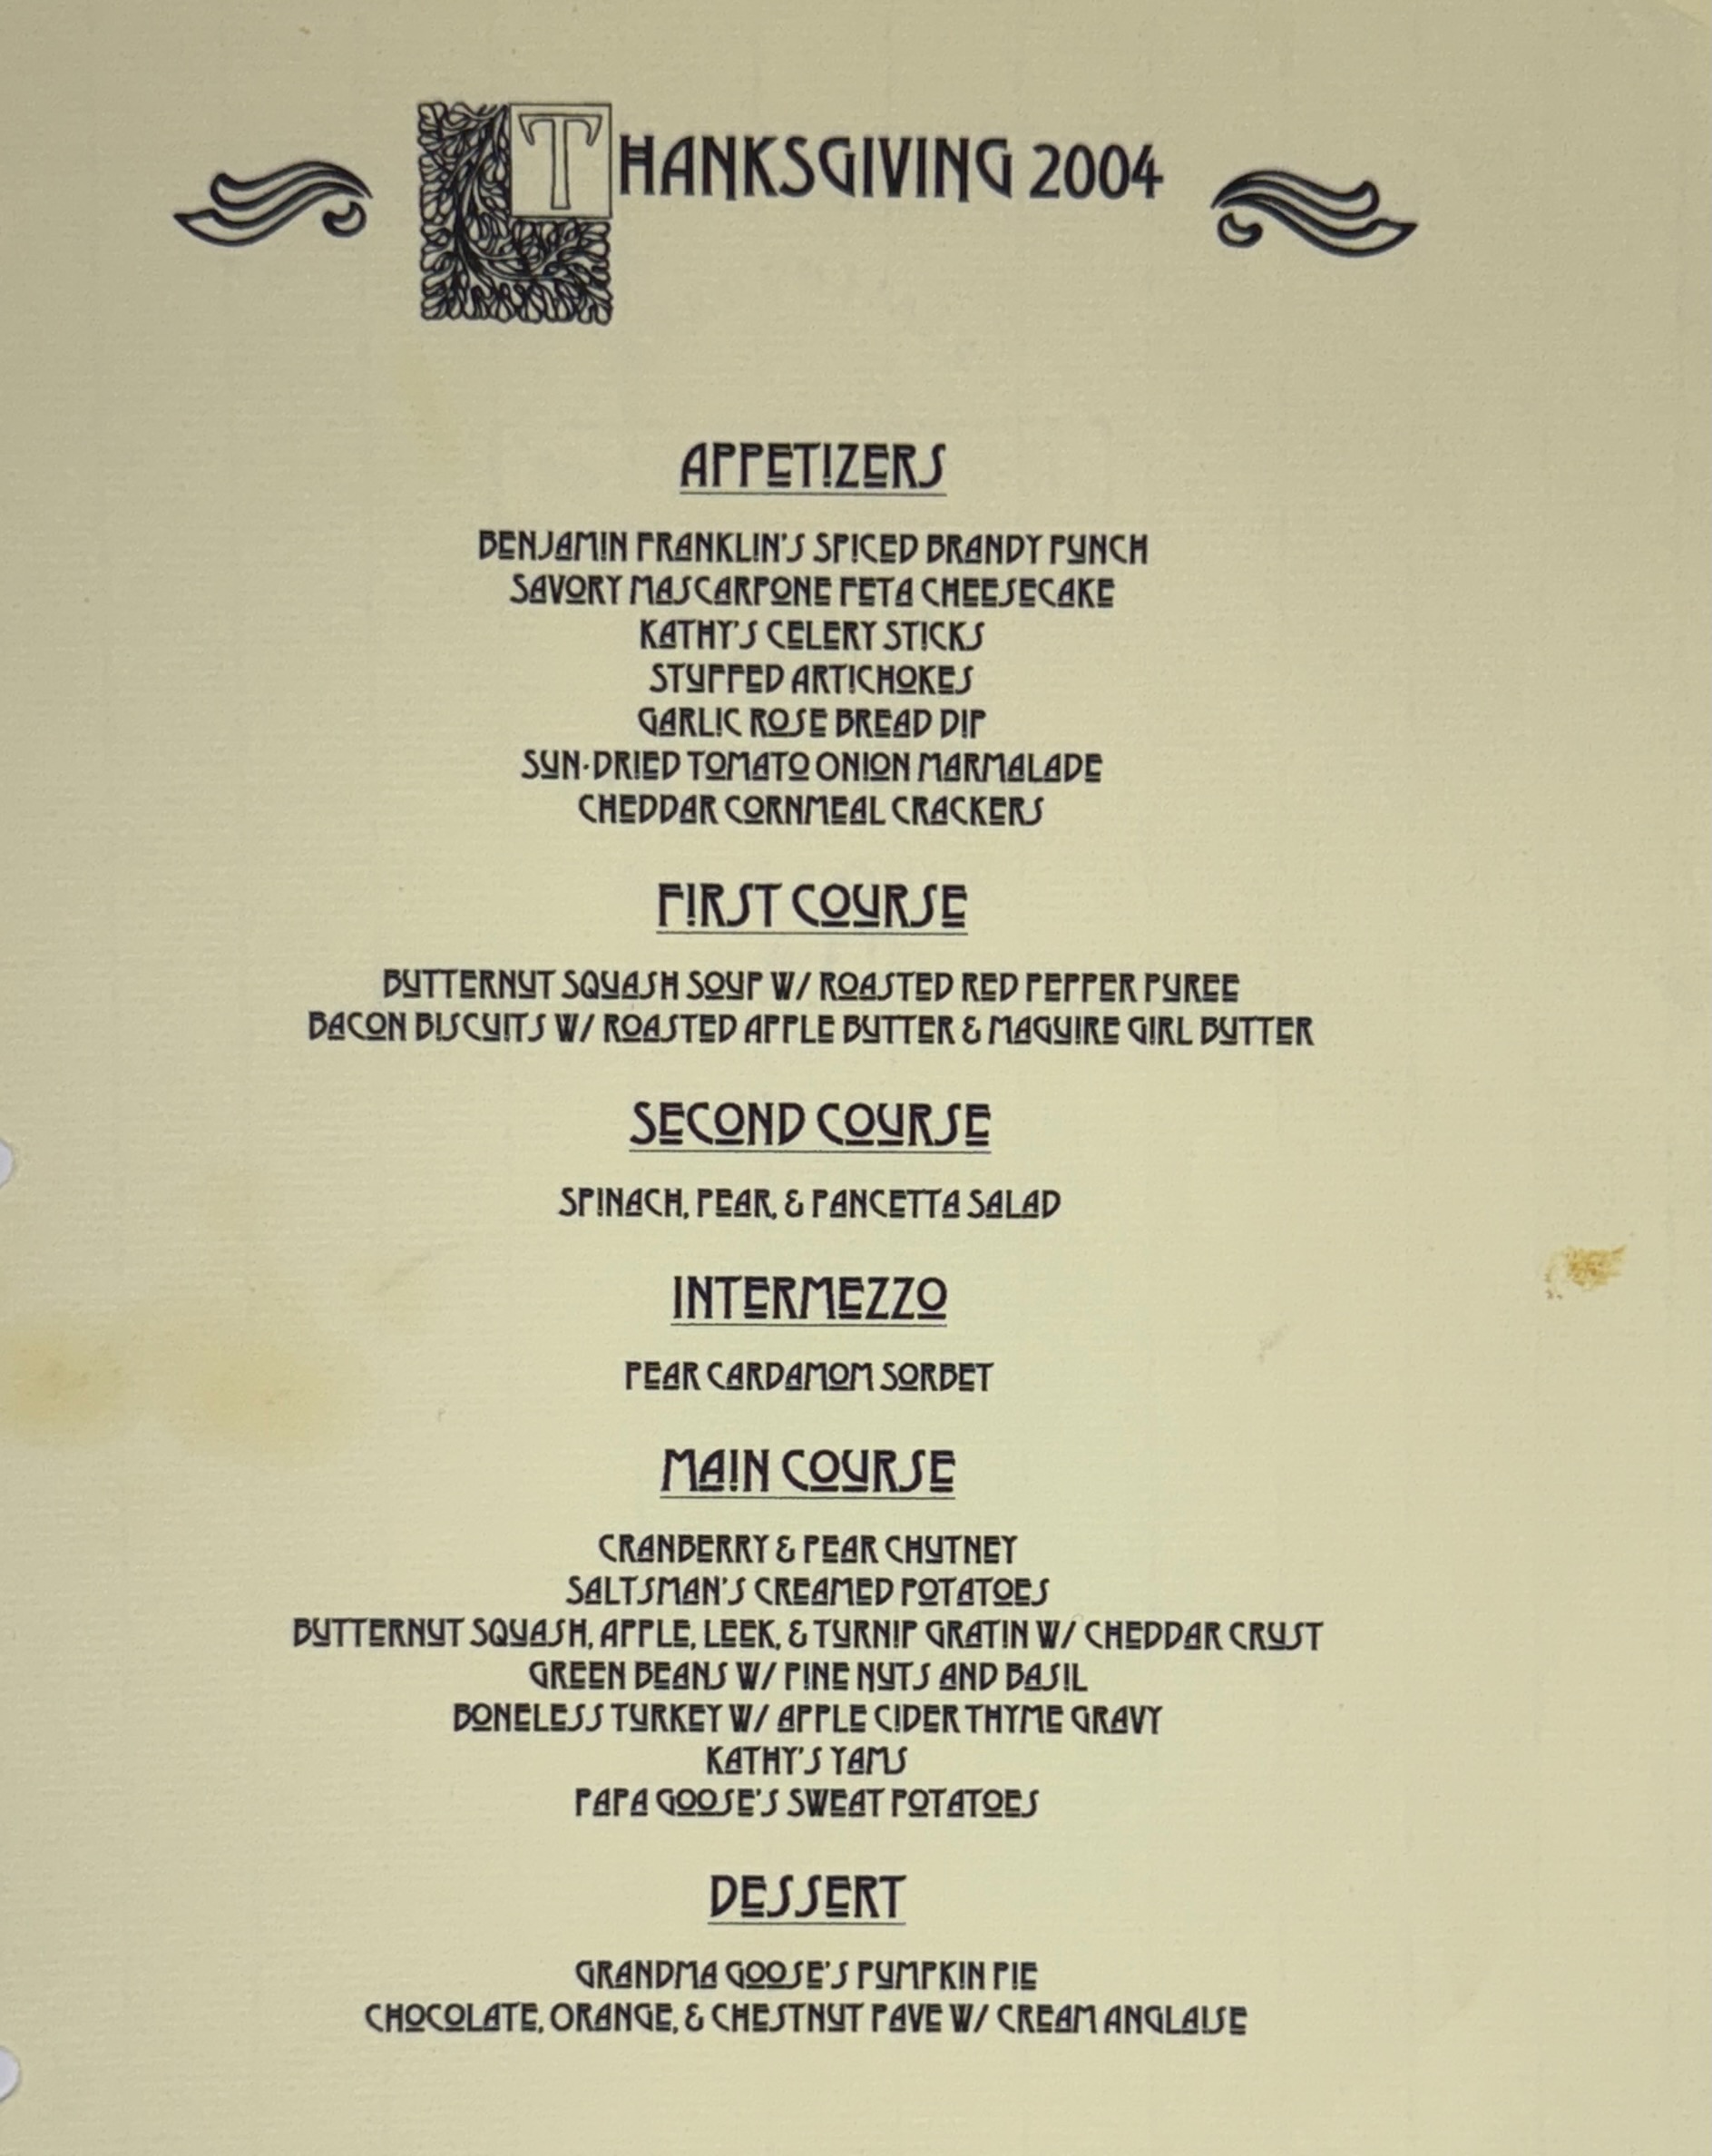 THANKSGIVING 2004
APPETIZERS
BENJAMIN FRANKLIN'S SPICED BRANDY PUNCH
SAVORY MASCARPONE FETA CHEESECAKE
KATHY'S CELERY STICKS
STUFFED ARTICHOKES
GARLIC ROSE BREAD DIP
SUN-DRIED TOMATO ONION MARMALADE
CHEDDAR CORNMEAL CRACKERS
FIRST COURSE
BUTTERNUT SQUASH SOUP W/ ROASTED RED PEPPER PUREE
BACON BISCUITS W/ ROASTED APPLE BUTTER & MAGUIRE GIRL BUTTER
SECOND COURSE
SPINACH, PEAR, & PANCETTA SALAD
INTERMEZZO
PEAR CARDAMOM SORBET
MAIN COURSE
CRANBERRY & PEAR CHUTNEY
SALTSMAN'S CREAMED POTATOES
BUTTERNUT SQUASH, APPLE, LEEK, & TURNIP GRATIN W/ CHEDDAR CRUST
GREEN BEANS W/ PINE NUTS AND BASIL
BONELESS TURKEY W/ APPLE CIDER THYME GRAVY
KATHY'S YAMS
PAPA GOOSE'S SWEAT POTATOES
DESSERT
GRANDMA GOOSE'S PUMPKIN PIE
CHOCOLATE, ORANGE, & CHESTNUT PAVE W/ CREAM ANGLAISE